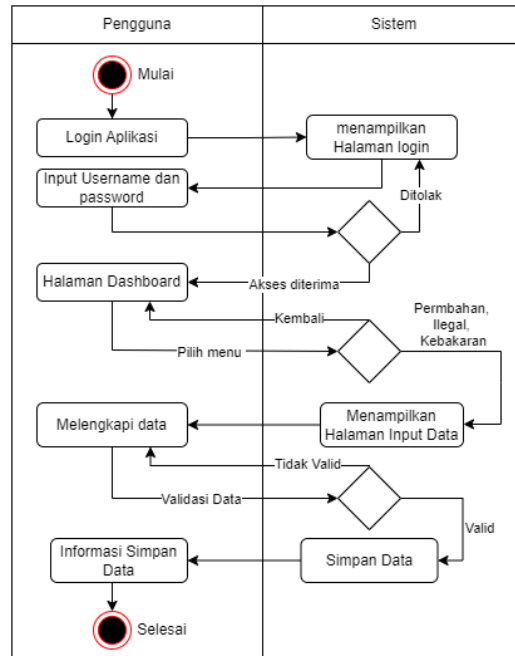 Pengguna
Sistem
Mulai
Login Aplikasi
menampilkan
Halaman login
Input Username dan
password
Ditolak
Akses diterima
Halaman Dashboard
Kembali
Permbahan,
Ilegal,
Kebakaran
Pilih menu
Melengkapi data
Menampilkan
Halaman Input Data
Tidak Valid
Validasi Data
Valid
Informasi Simpan
Data
Simpan Data
Selesai